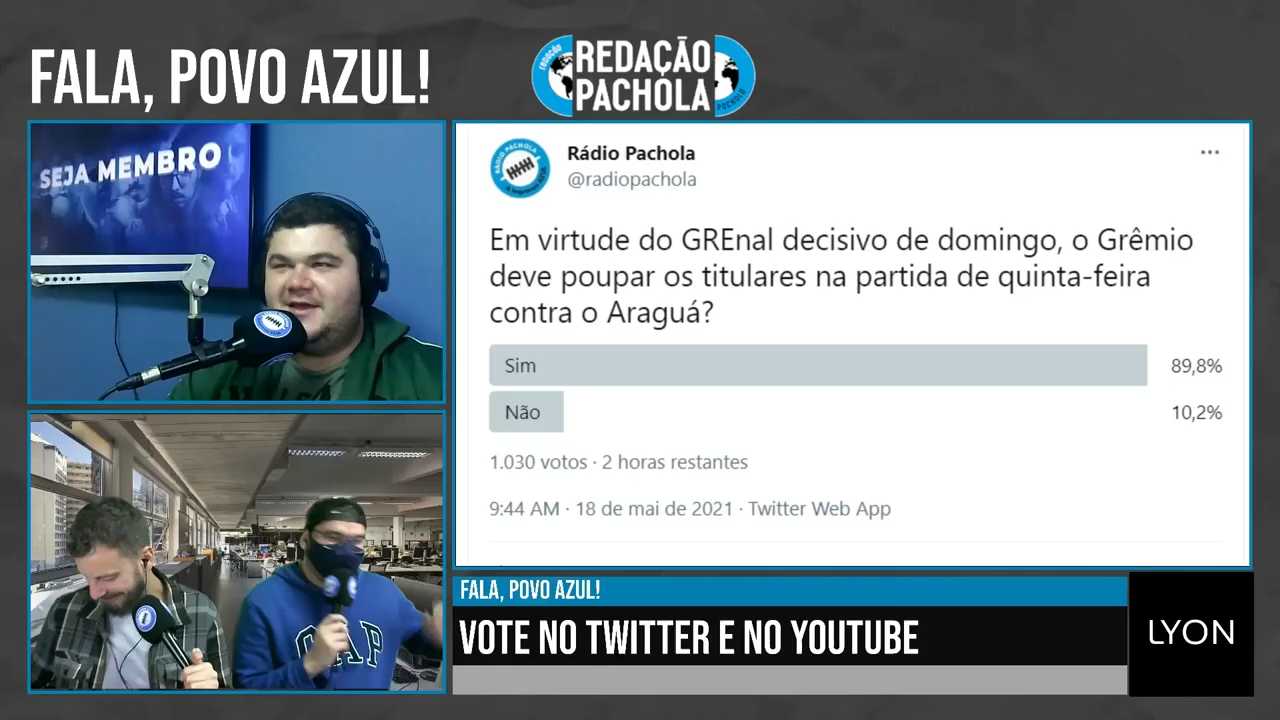 FALA, POVO AZUL!
REDAÇÃO
PACHOLA
SEJA MEMBRO
Rádio Pachola
@radiopachola
Em virtude do GREnal decisivo de domingo, o Grêmio
deve poupar os titulares na partida de quinta-feira
contra o Araguá?
Sim 89,8%
Não 10,2%
1.030 votos · 2 horas restantes
9:44 AM · 18 de mai de 2021 · Twitter Web App
GAP
FALA, POVO AZUL!
VOTE NO TWITTER E NO YOUTUBE
LYON